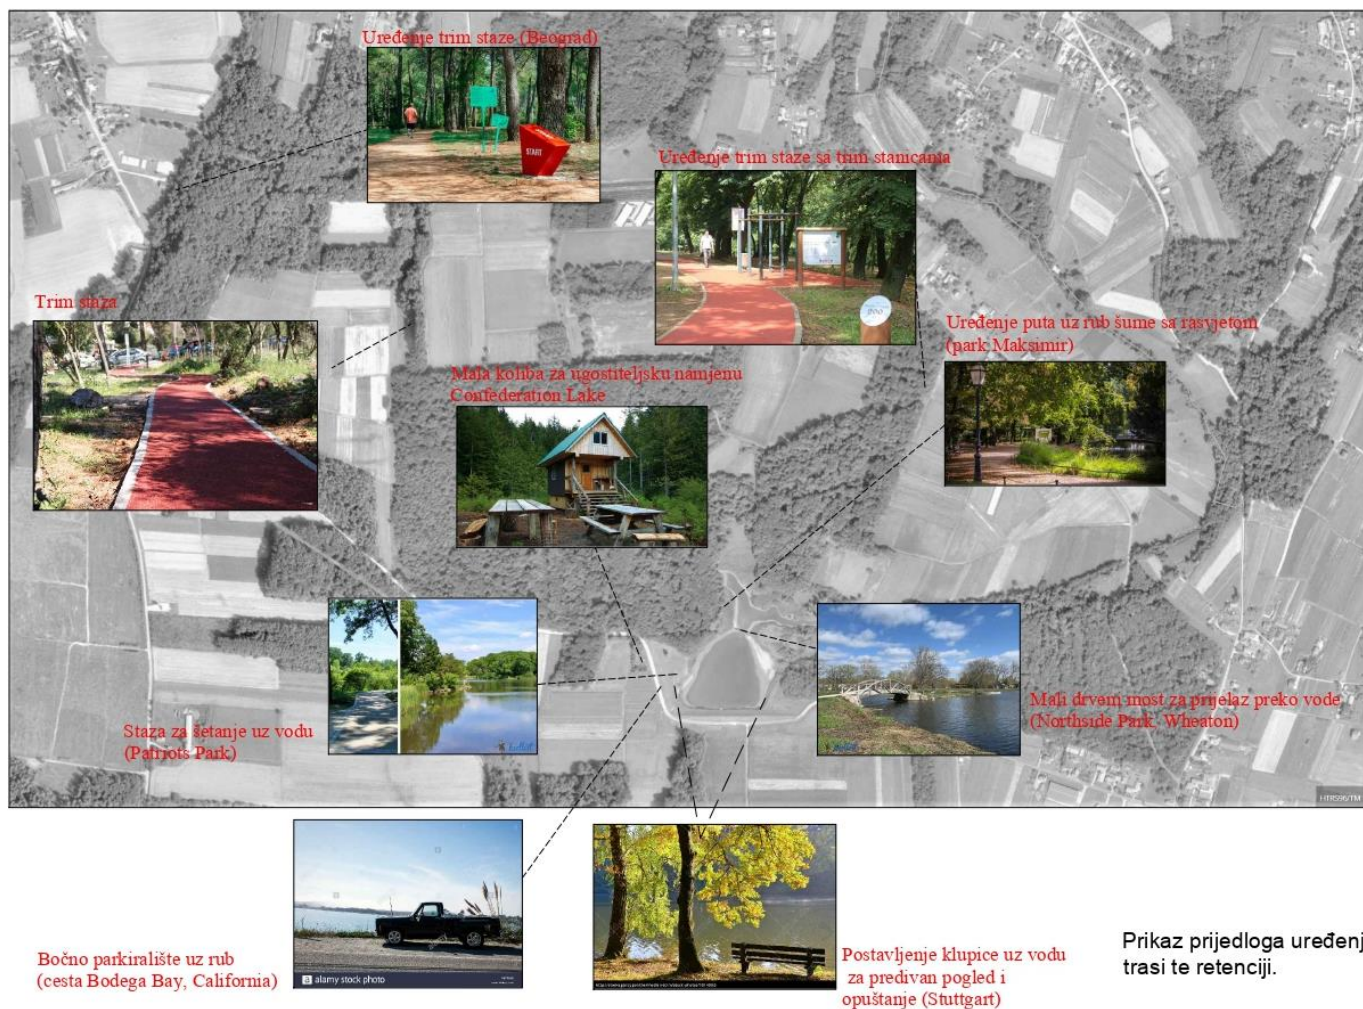 Uređenje trim staze (Beograd)
START
Uređenje trim staze sa trim stanicama
Trim staza
Uređenje puta uz rub šume sa rasvjetom
(park Maksimir)
Mala koliba za ugostiteljsku namjenu
Confederation Lake
Staza za šetanje uz vodu
(Patriots Park)
Mali drveni most za prijelaz preko vode
(Northside Park, Wheaton)
HTRS96/TM
Bočno parkiralište uz rub
(cesta Bodega Bay, California)
a alamy stock photo
Postavljenje klupice uz vodu
za predivan pogled i
opuštanje (Stuttgart)
Prikaz prijedloga uređenj
trasi te retenciji.